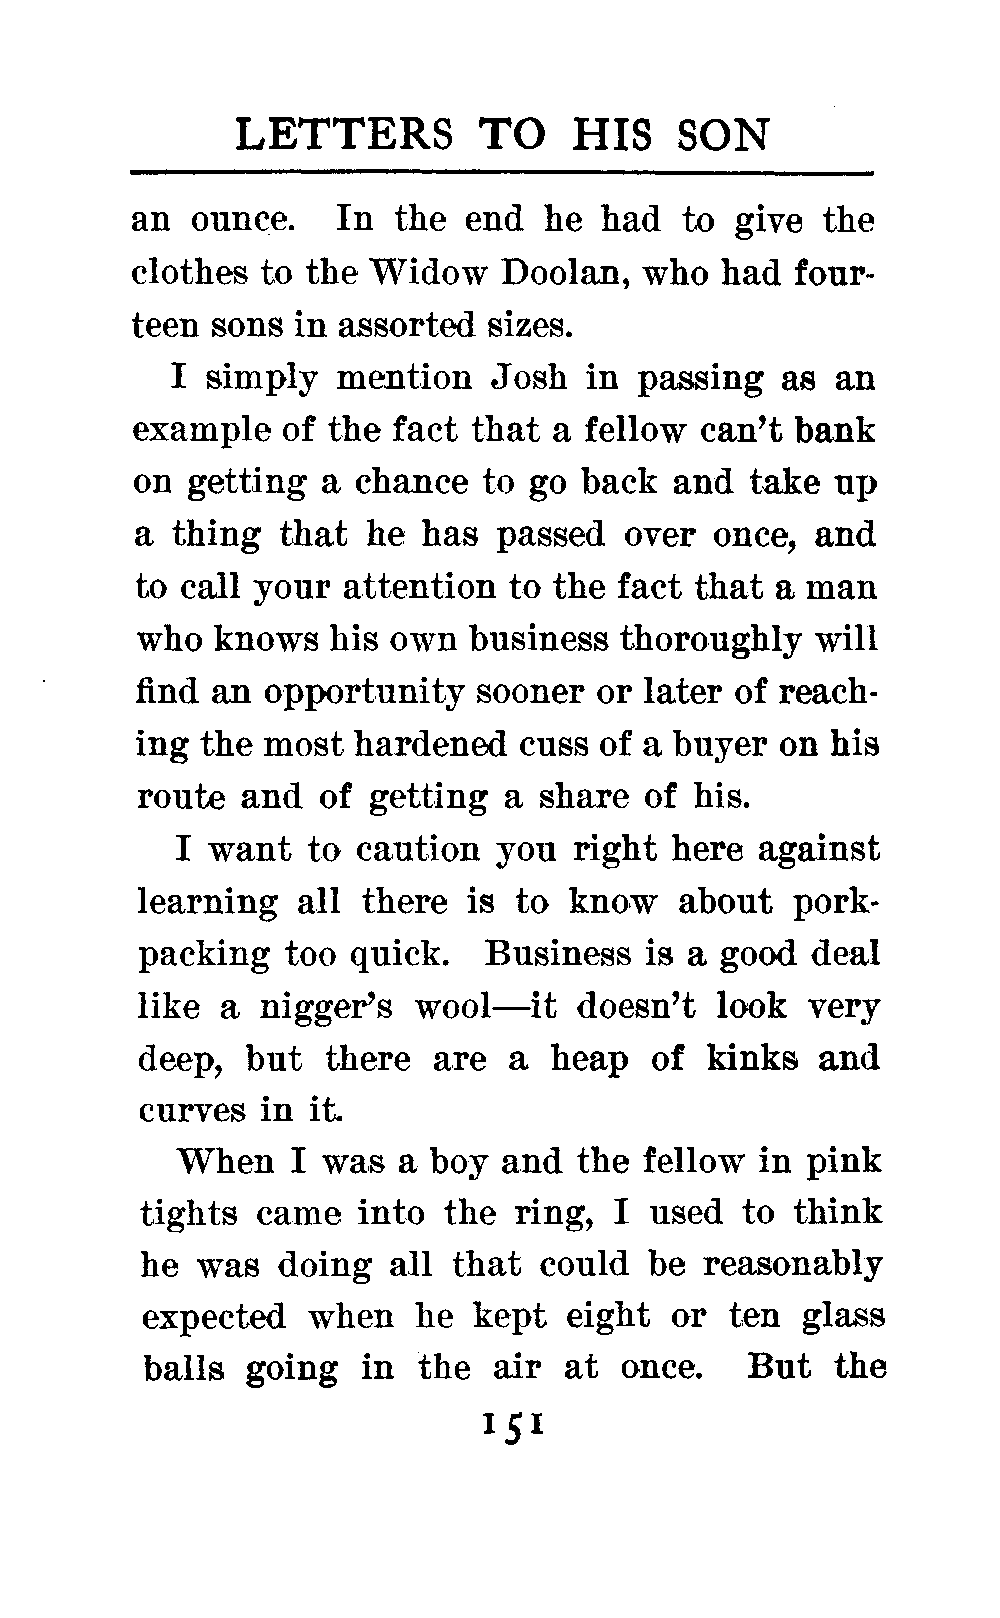 LETTERS TO HIS SON
an ounce. In the end he had to give the
clothes to the Widow Doolan, who had four-
teen sons in assorted sizes.
I simply mention Josh in passing as an
example of the fact that a fellow can't bank
on getting a chance to go back and take up
a thing that he has passed over once, and
to call your attention to the fact that a man
who knows his own business thoroughly will
find an opportunity sooner or later of reach-
ing the most hardened cuss of a buyer on his
route and of getting a share of his.
I want to caution you right here against
learning all there is to know about pork-
packing too quick. Business is a good deal
like a nigger's wool—it doesn't look very
deep, but there are a heap of kinks and
curves in it.
When I was a boy and the fellow in pink
tights came into the ring, I used to think
he was doing all that could be reasonably
expected when he kept eight or ten glass
balls going in the air at once. But the
151